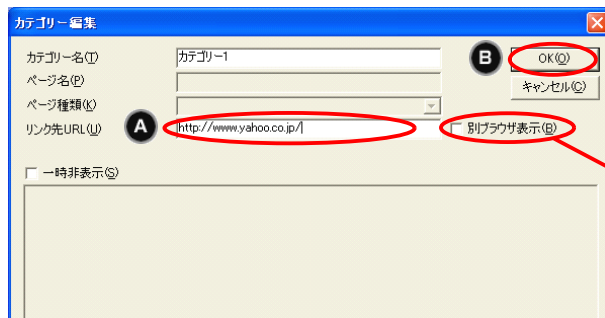 カテゴリー編集
カテゴリー名(T) カテゴリー1 B OK(O)
ページ名(P) キャンセル(C)
ページ種類(K)
リンク先URL(U) A http://www.yahoo.co.jp/ 別ブラウザ表示(B)
一時非表示(S)